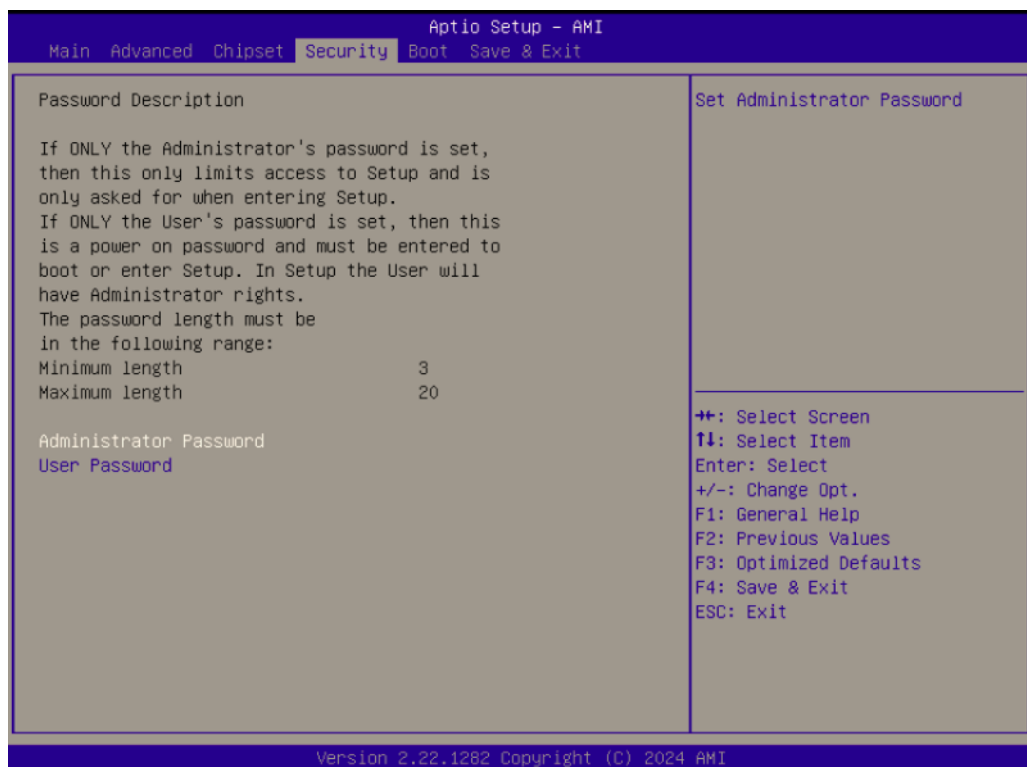 Aptio Setup - AMI
Main Advanced Chipset Security Boot Save & Exit
Password Description
If ONLY the Administrator's password is set,
then this only limits access to Setup and is
only asked for when entering Setup.
If ONLY the User's password is set, then this
is a power on password and must be entered to
boot or enter Setup. In Setup the User will
have Administrator rights.
The password length must be
in the following range:
Minimum length 3
Maximum length 20
Administrator Password
User Password
Set Administrator Password
→←: Select Screen
↑↓: Select Item
Enter: Select
+/-: Change Opt.
F1: General Help
F2: Previous Values
F3: Optimized Defaults
F4: Save & Exit
ESC: Exit
Version 2.22.1282 Copyright (C) 2024 AMI